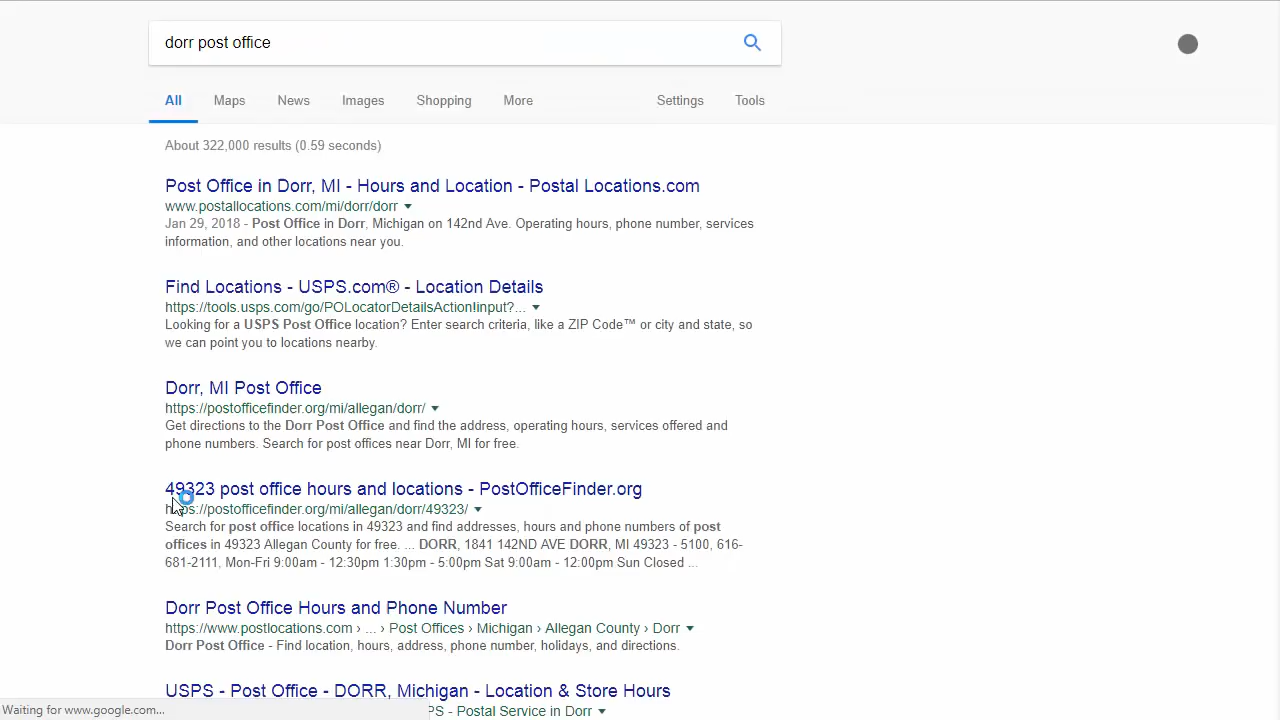 dorr post office
All Maps News Images Shopping More Settings Tools
About 322,000 results (0.59 seconds)
Post Office in Dorr, MI - Hours and Location - Postal Locations.com
www.postallocations.com/mi/dorr/dorr
Jan 29, 2018 - Post Office in Dorr, Michigan on 142nd Ave. Operating hours, phone number, services
information, and other locations near you.
Find Locations - USPS.com® - Location Details
https://tools.usps.com/go/POLocatorDetailsAction!input?...
Looking for a USPS Post Office location? Enter search criteria, like a ZIP Code™ or city and state, so
we can point you to locations nearby.
Dorr, MI Post Office
https://postofficefinder.org/mi/allegan/dorr/
Get directions to the Dorr Post Office and find the address, operating hours, services offered and
phone numbers. Search for post offices near Dorr, MI for free.
49323 post office hours and locations - PostOfficeFinder.org
https://postofficefinder.org/mi/allegan/dorr/49323/
Search for post office locations in 49323 and find addresses, hours and phone numbers of post
offices in 49323 Allegan County for free. ... DORR, 1841 142ND AVE DORR, MI 49323 - 5100, 616-
681-2111, Mon-Fri 9:00am - 12:30pm 1:30pm - 5:00pm Sat 9:00am - 12:00pm Sun Closed ...
Dorr Post Office Hours and Phone Number
https://www.postlocations.com › ... › Post Offices › Michigan › Allegan County › Dorr
Dorr Post Office - Find location, hours, address, phone number, holidays, and directions.
USPS - Post Office - DORR, Michigan - Location & Store Hours
PS - Postal Service in Dorr
Waiting for www.google.com...